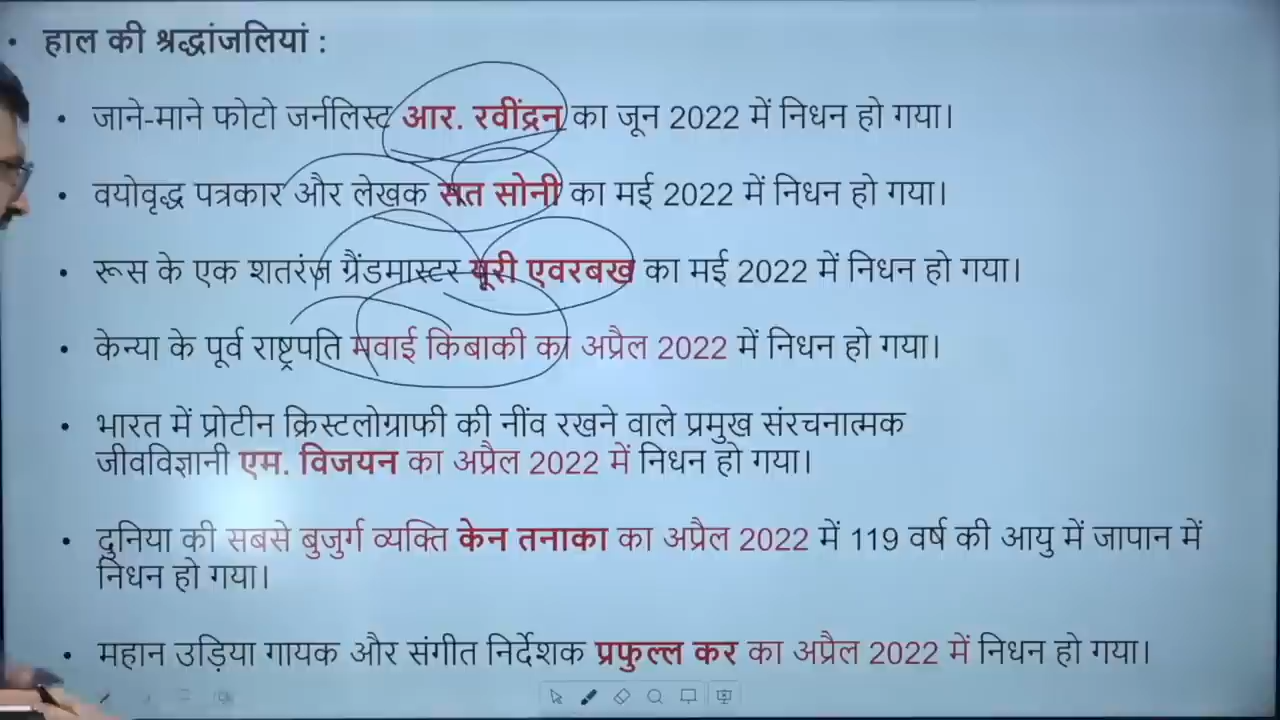 • हाल की श्रद्धांजलियां :
• जाने-माने फोटो जर्नलिस्ट आर. रवींद्रन का जून 2022 में निधन हो गया।
• वयोवृद्ध पत्रकार और लेखक सत सोनी का मई 2022 में निधन हो गया।
• रूस के एक शतरंज ग्रैंडमास्टर यूरी एवरबख का मई 2022 में निधन हो गया।
• केन्या के पूर्व राष्ट्रपति मवाई किबाकी का अप्रैल 2022 में निधन हो गया।
• भारत में प्रोटीन क्रिस्टलोग्राफी की नींव रखने वाले प्रमुख संरचनात्मक
जीवविज्ञानी एम. विजयन का अप्रैल 2022 में निधन हो गया।
• दुनिया की सबसे बुजुर्ग व्यक्ति केन तनाका का अप्रैल 2022 में 119 वर्ष की आयु में जापान में
निधन हो गया।
• महान उड़िया गायक और संगीत निर्देशक प्रफुल्ल कर का अप्रैल 2022 में निधन हो गया।